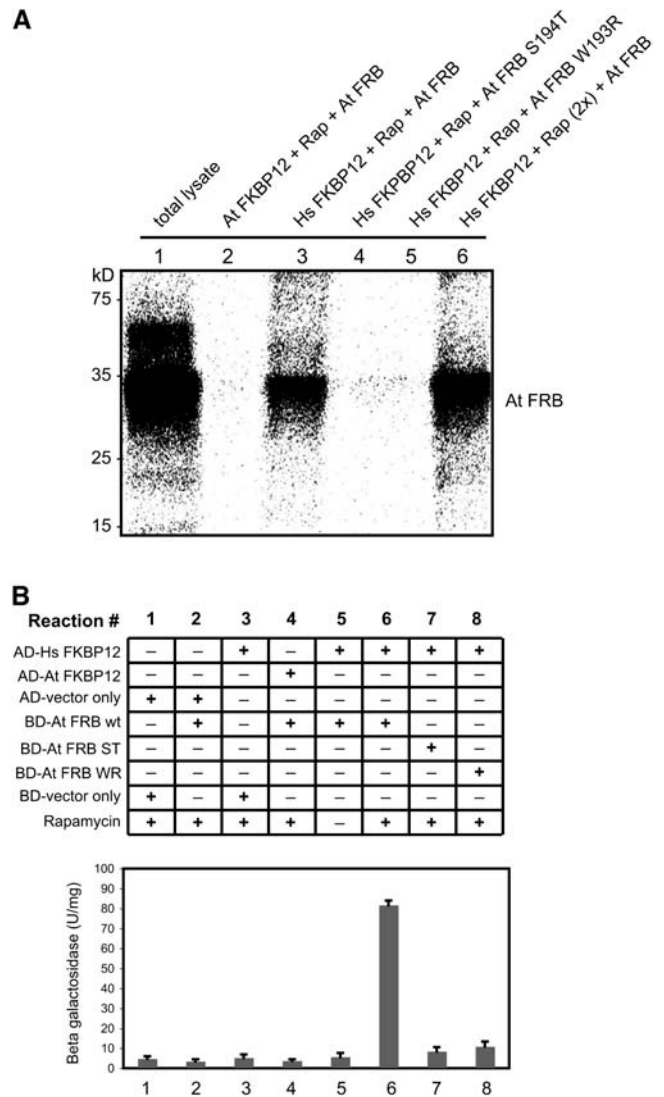 A
total lysate
At FKBP12 + Rap + At FRB
Hs FKBP12 + Rap + At FRB
Hs FKPBP12 + Rap + At FRB S194T
Hs FKBP12 + Rap + At FRB W193R
Hs FKBP12 + Rap (2x) + At FRB
1 2 3 4 5 6
kD
75
35
At FRB
25
15
B
Reaction # 1 2 3 4 5 6 7 8
AD-Hs FKBP12 – – + – + + + +
AD-At FKBP12 – – – + – – – –
AD-vector only + + – – – – – –
BD-At FRB wt – + – + + + – –
BD-At FRB ST – – – – – – + –
BD-At FRB WR – – – – – – – +
BD-vector only + – + – – – – –
Rapamycin + + + + – + + +
Beta galactosidase (U/mg)
100
90
80
70
60
50
40
30
20
10
0
1 2 3 4 5 6 7 8